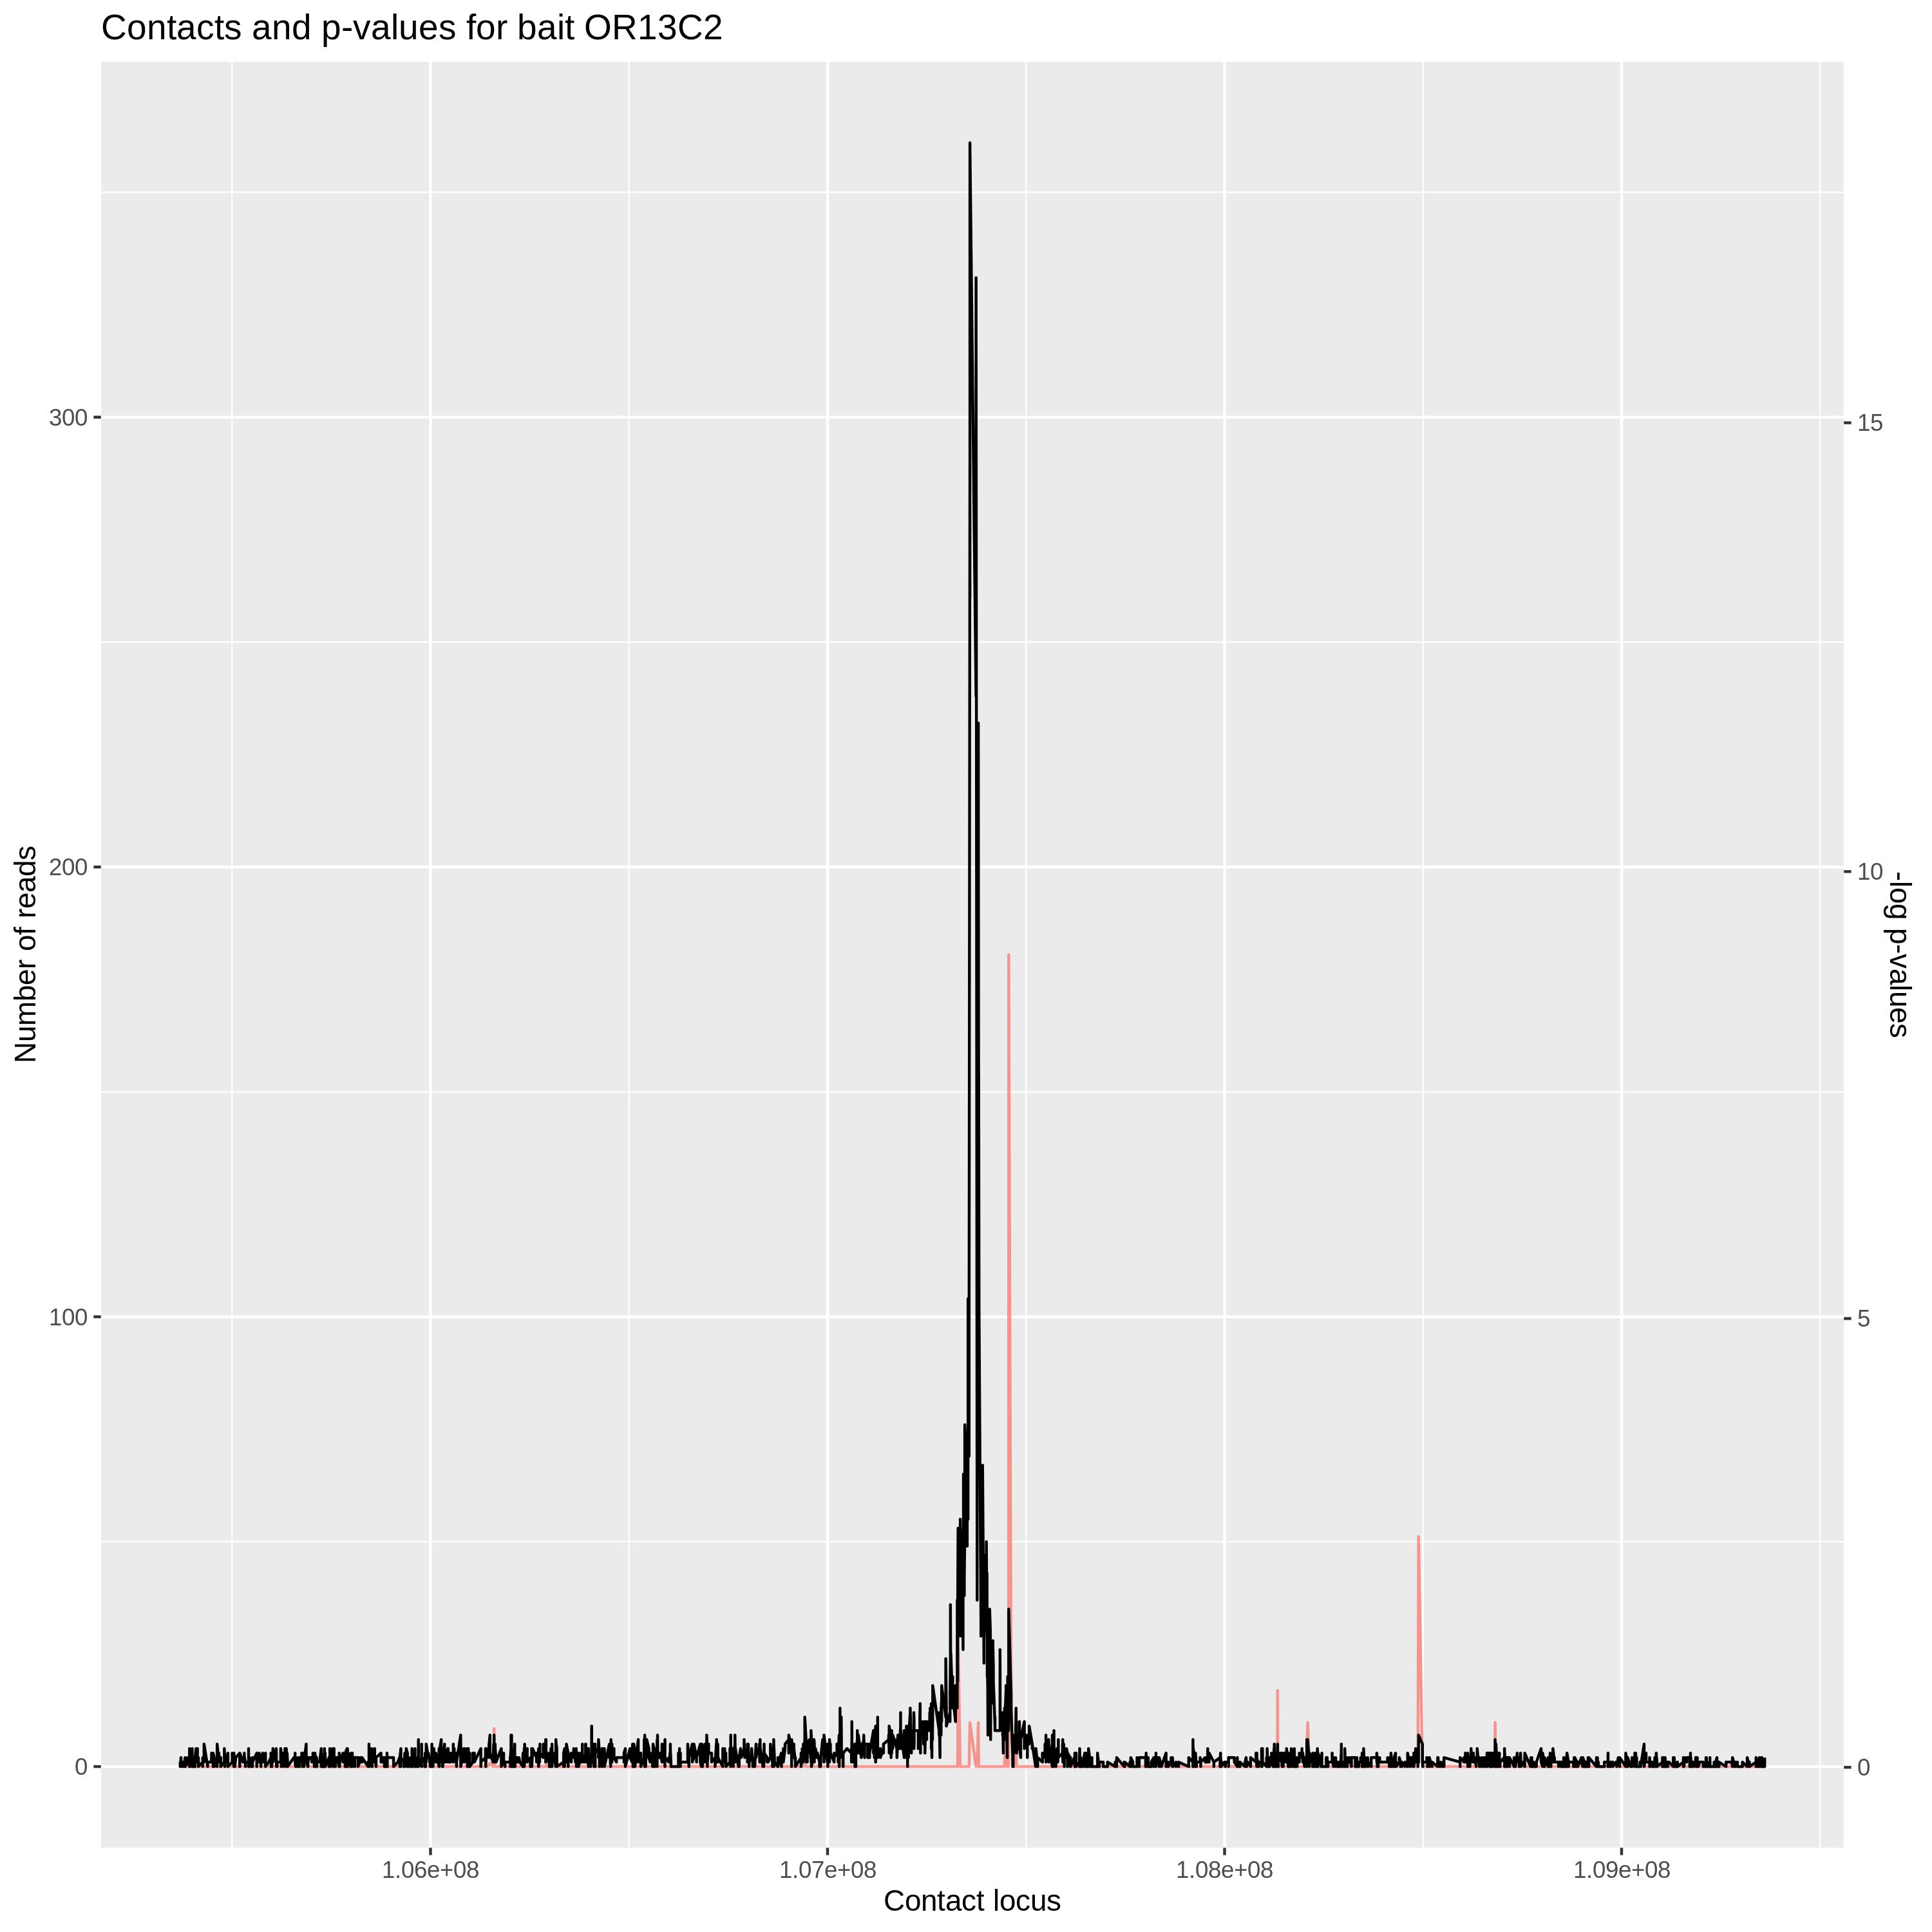 Contacts and p-values for bait OR13C2
300
200
100
0
15
10
5
0
Number of reads
-log p-values
1.06e+08
1.07e+08
1.08e+08
1.09e+08
Contact locus